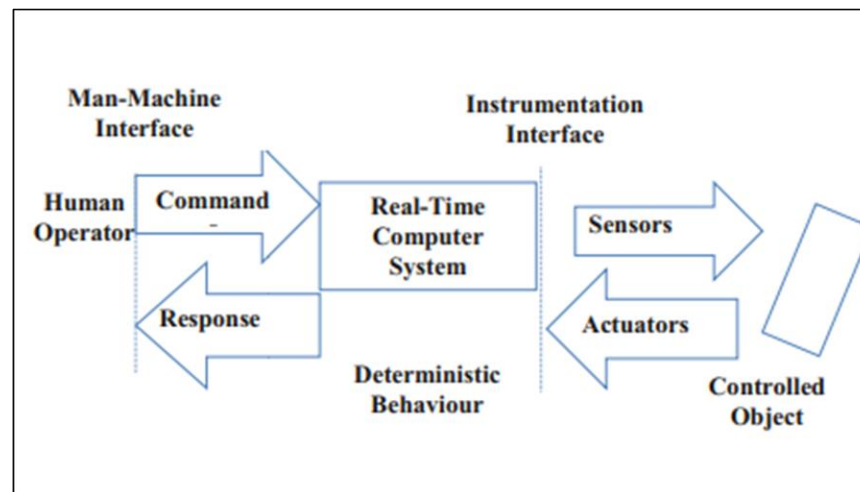 Man-Machine
Interface
Instrumentation
Interface
Human
Operator
Command
-
Real-Time
Computer
System
Sensors
Response
Actuators
Deterministic
Behaviour
Controlled
Object